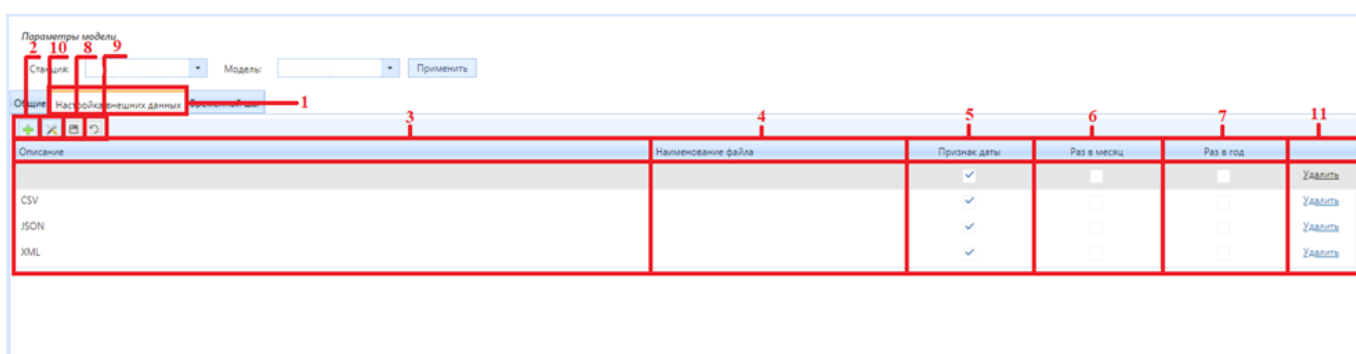 Параметры модели
2 10 8 9
Станция: Модель: Применить
Общие Настройка внешних данных 1
3 4 5 6 7 11
Описание Наименование файла Признак даты Раз в месяц Раз в год
Удалить
CSV Удалить
JSON Удалить
XML Удалить